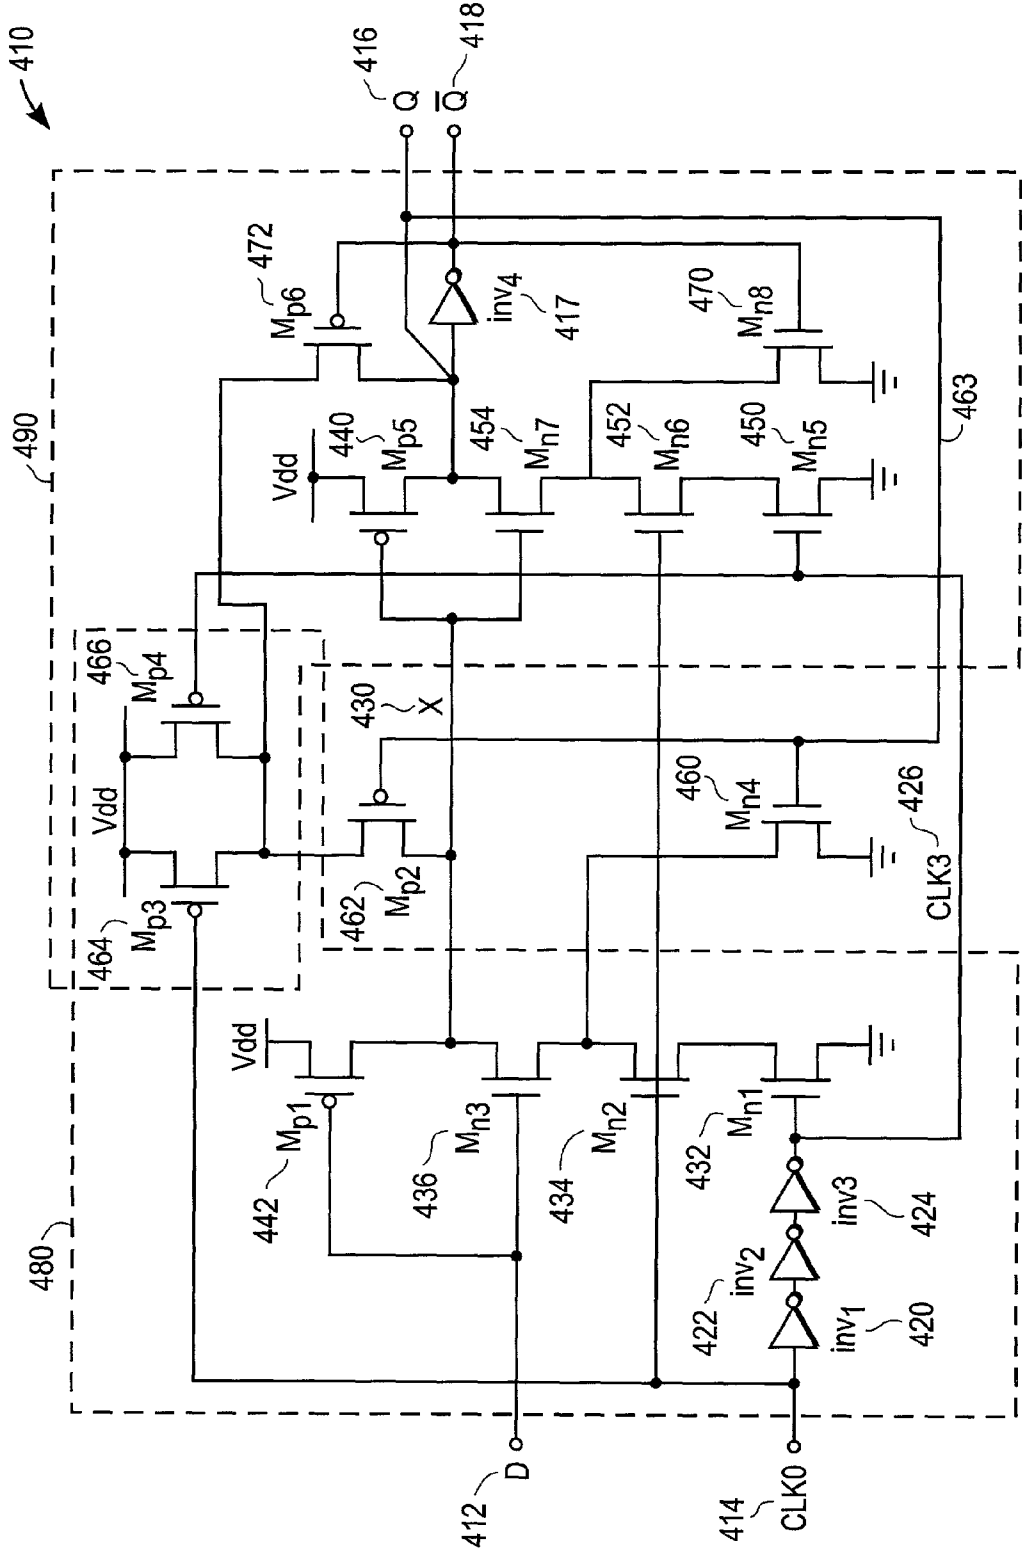 410
490
480
416
Q
Q̅
418
472
Mp6
inv4
417
470
Mn8
Vdd
440
Mp5
454
Mn7
452
Mn6
450
Mn5
463
466
Mp4
Vdd
464
Mp3
430
X
462
Mp2
460
Mn4
426
CLK3
Vdd
442
Mp1
436
Mn3
434
Mn2
432
Mn1
inv3
424
inv2
422
inv1
420
412
D
414
CLK0